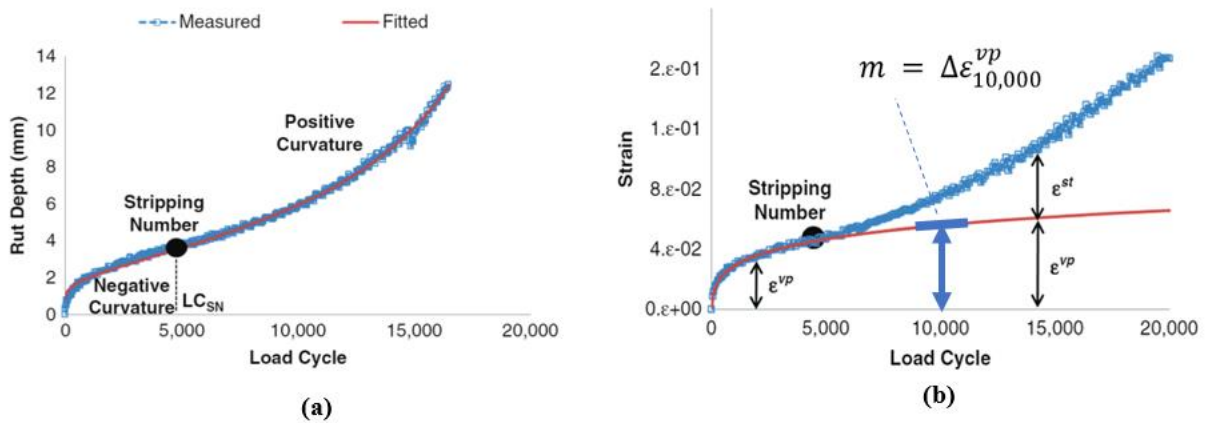 Measured
Fitted
14
12
10
8
6
4
2
0
Rut Depth (mm)
Positive
Curvature
Stripping
Number
Negative
Curvature
LC_SN
0
5,000
10,000
15,000
20,000
Load Cycle
(a)
2.ε-01
1.ε-01
8.ε-02
4.ε-02
0.ε+00
Strain
m = Δε^{vp}_{10,000}
Stripping
Number
ε^{vp}
ε^{st}
ε^{vp}
0
5,000
10,000
15,000
20,000
Load Cycle
(b)